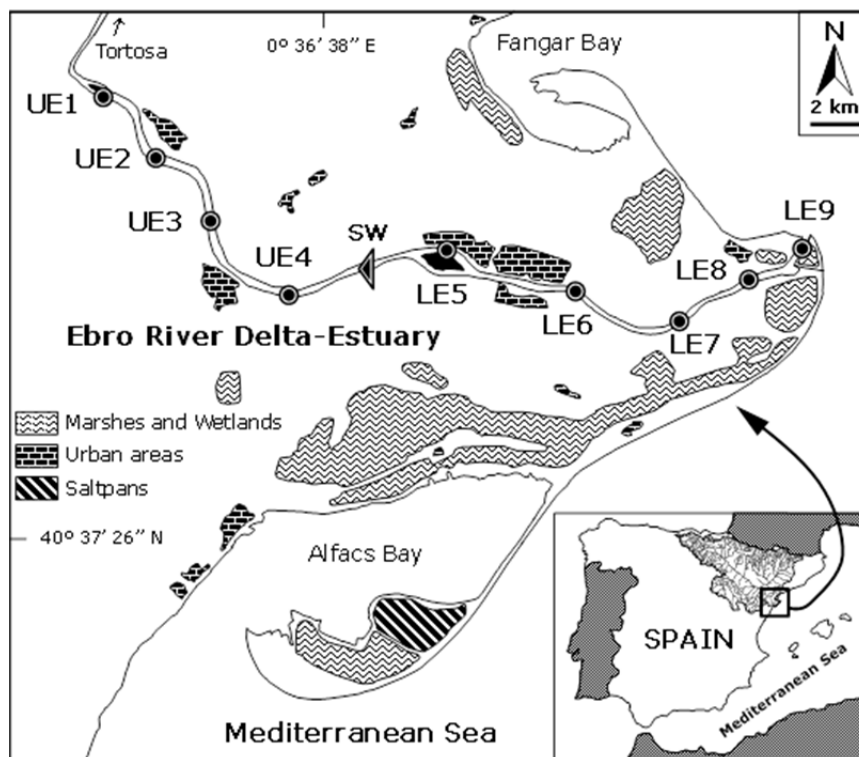 Tortosa
0º 36' 38'' E
Fangar Bay
N
2 km
UE1
UE2
UE3
UE4
SW
LE5
LE6
LE7
LE8
LE9
Ebro River Delta-Estuary
Marshes and Wetlands
Urban areas
Saltpans
40º 37' 26'' N
Alfacs Bay
Mediterranean Sea
SPAIN
Mediterranean Sea